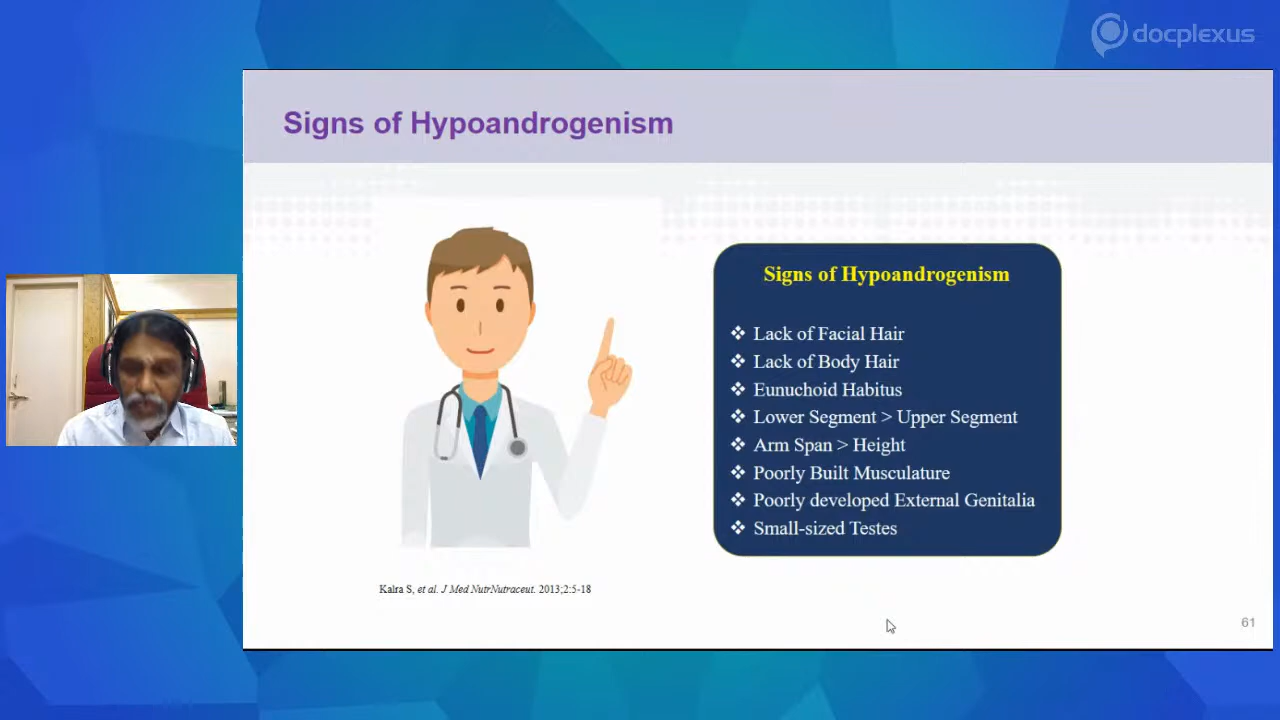 docplexus
Signs of Hypoandrogenism
Signs of Hypoandrogenism
❖ Lack of Facial Hair
❖ Lack of Body Hair
❖ Eunuchoid Habitus
❖ Lower Segment > Upper Segment
❖ Arm Span > Height
❖ Poorly Built Musculature
❖ Poorly developed External Genitalia
❖ Small-sized Testes
Kalra S, et al. J Med NutrNutraceut. 2013;2:5-18
61